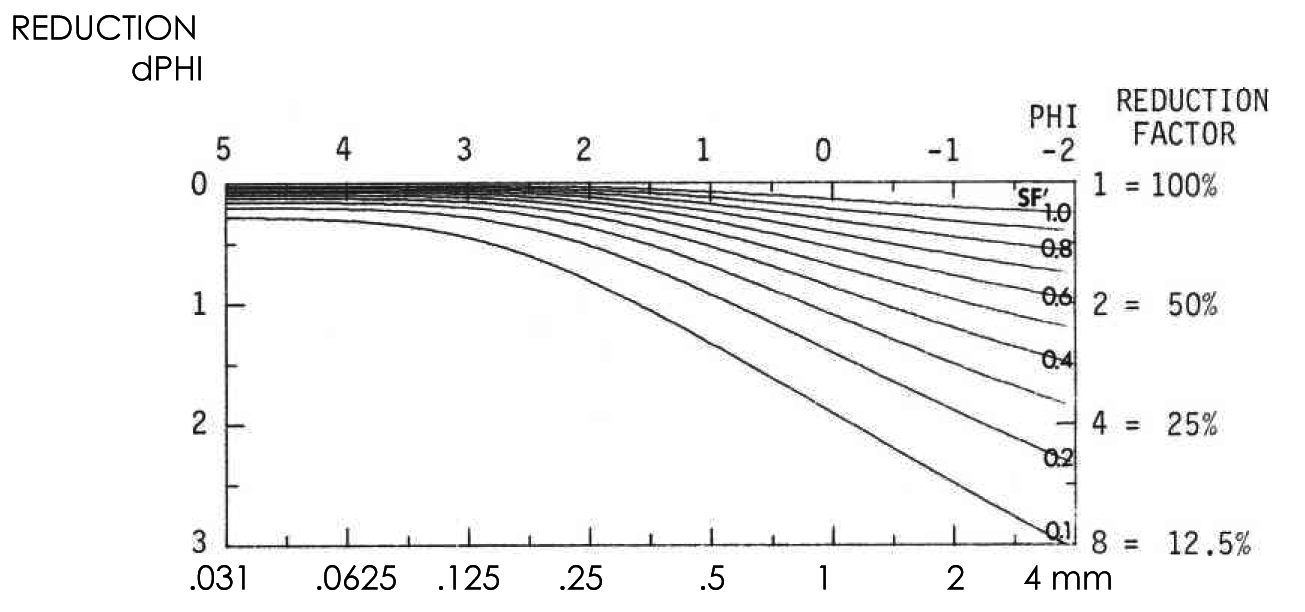 REDUCTION
dPHI
REDUCTION
FACTOR
PHI
5 4 3 2 1 0 -1 -2
0
1 = 100%
SF'
1.0
0.8
0.6
1
2 = 50%
0.4
2
4 = 25%
0.2
0.1
3
8 = 12.5%
.031 .0625 .125 .25 .5 1 2 4 mm